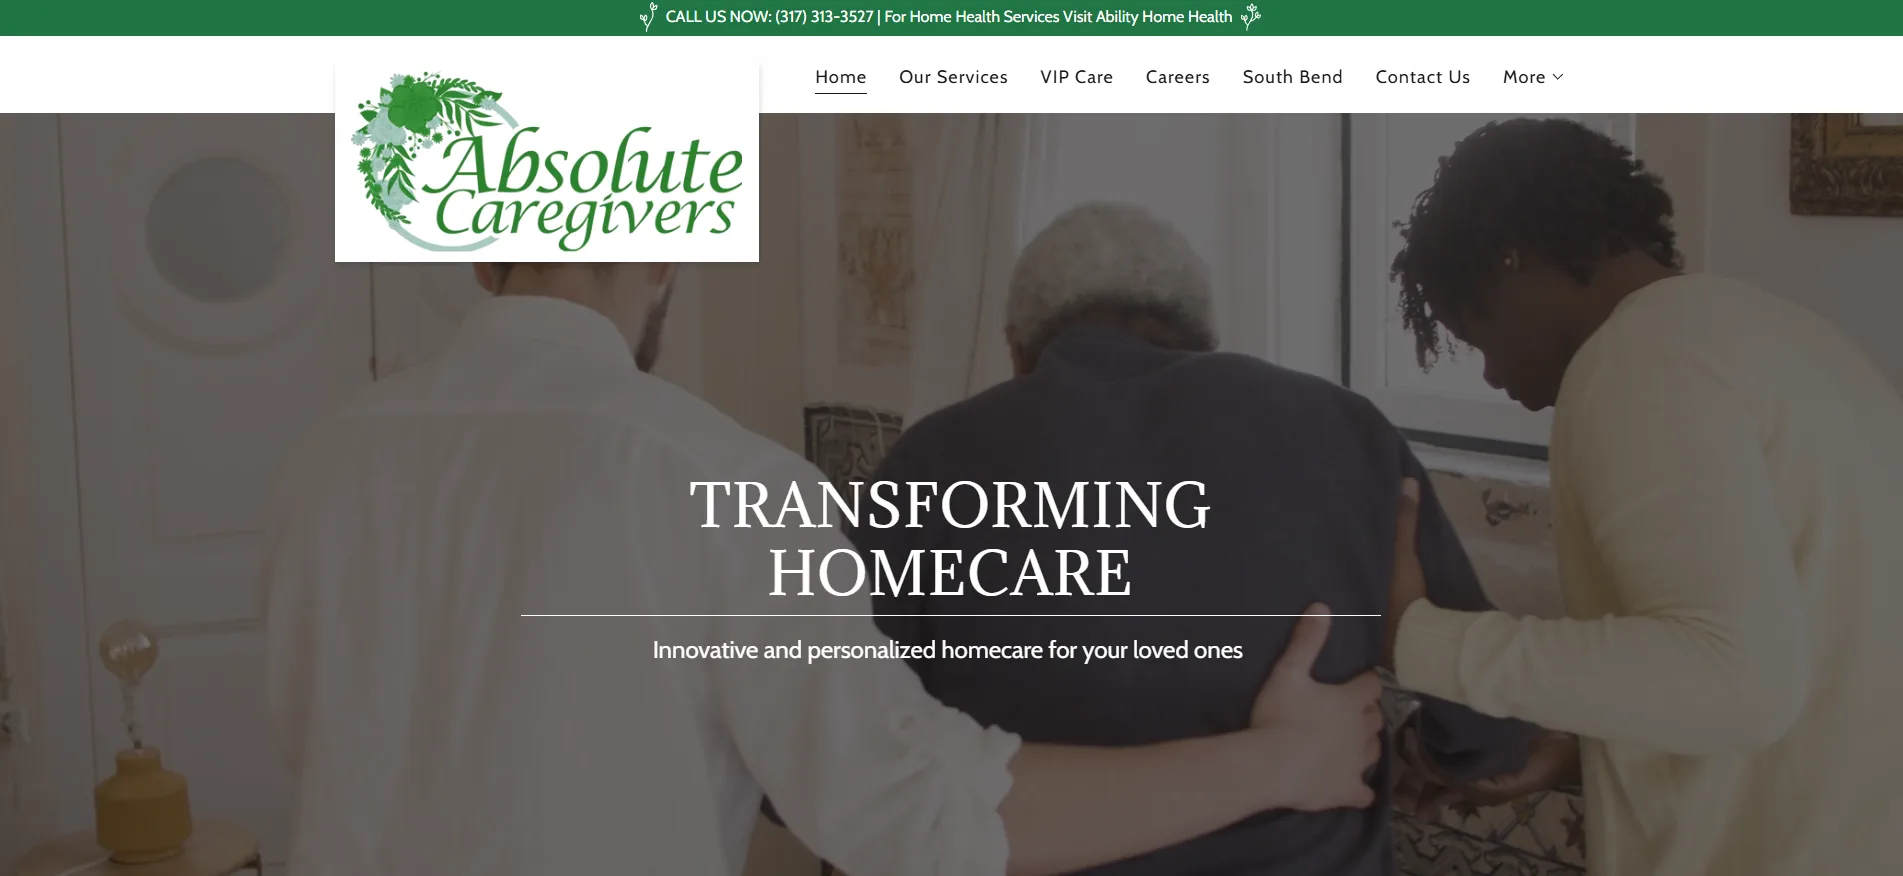 CALL US NOW: (317) 313-3527 | For Home Health Services Visit Ability Home Health
Absolute
Caregivers
Home Our Services VIP Care Careers South Bend Contact Us More
TRANSFORMING
HOMECARE
Innovative and personalized homecare for your loved ones